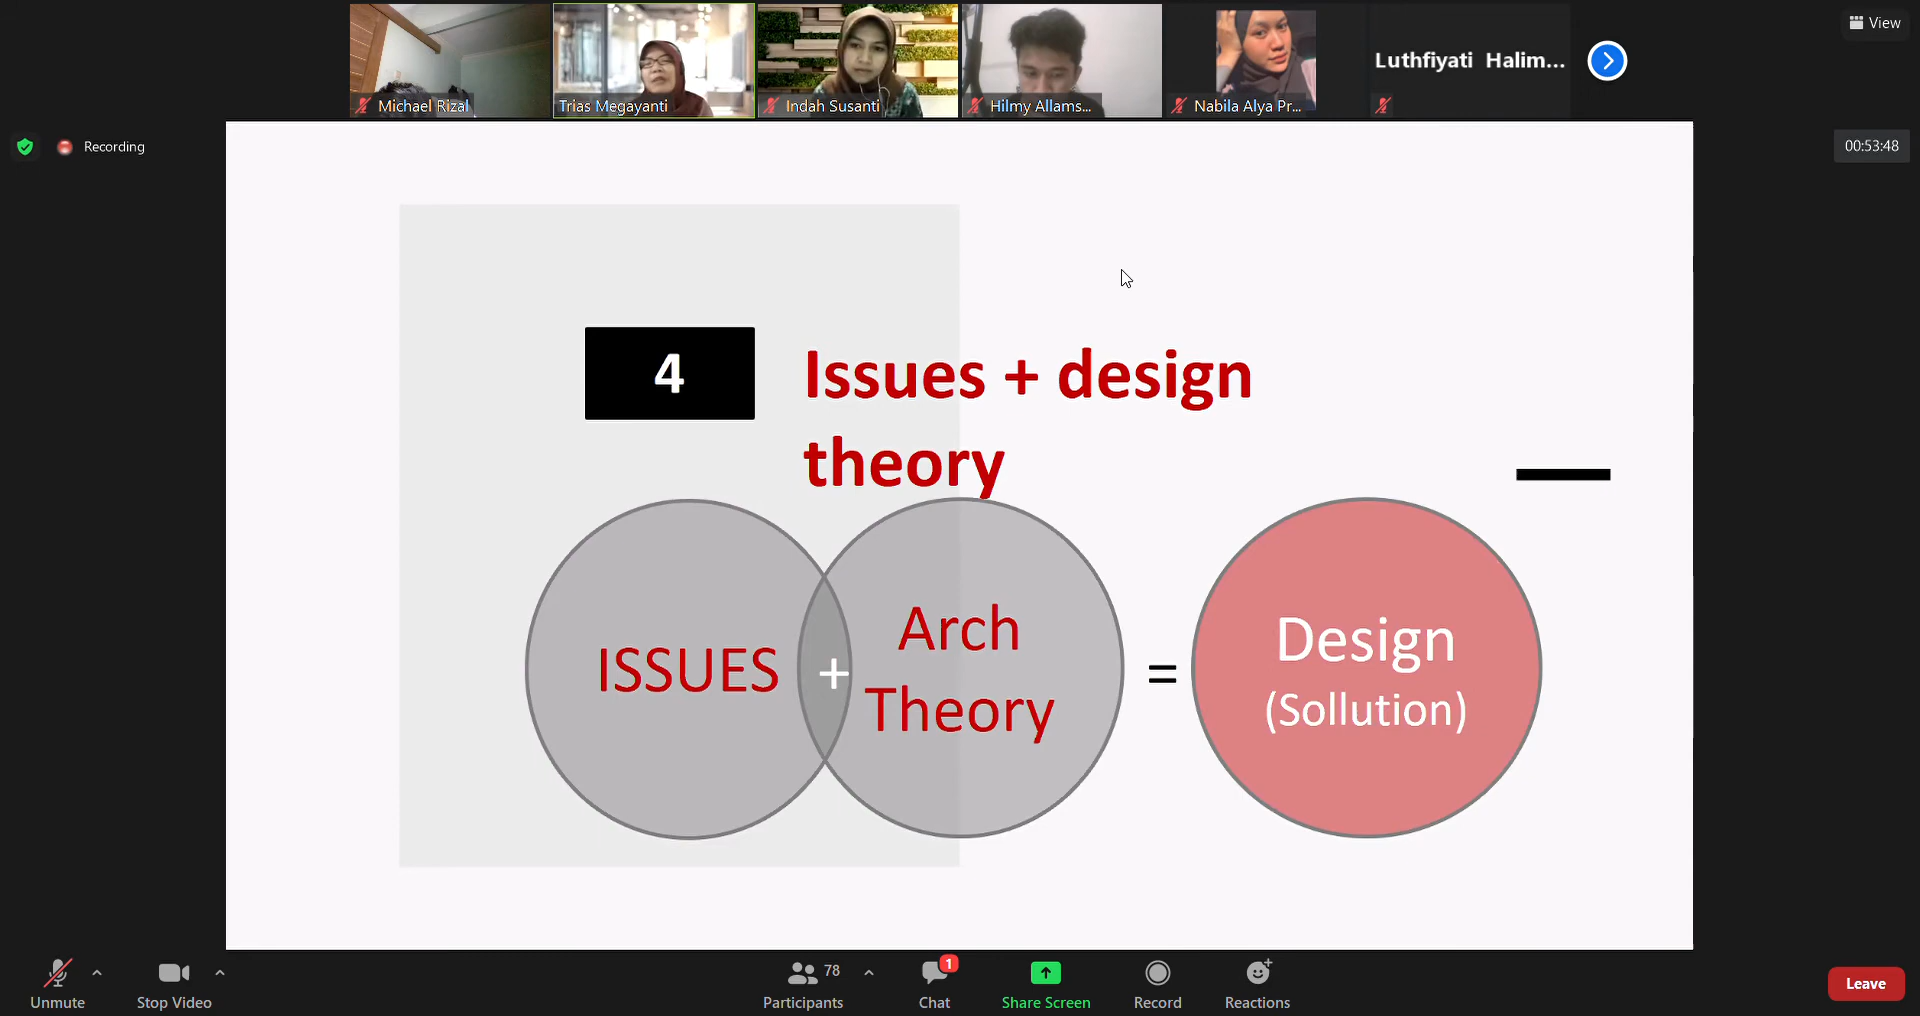 Michael Rizal
Trias Megayanti
Indah Susanti
Hilmy Allams...
Nabila Alya Pr...
Luthfiyati Halim...
View
Recording
00:53:48
4
Issues + design
theory
ISSUES
+
Arch
Theory
=
Design
(Sollution)
Unmute
Stop Video
78
Participants
1
Chat
Share Screen
Record
Reactions
Leave